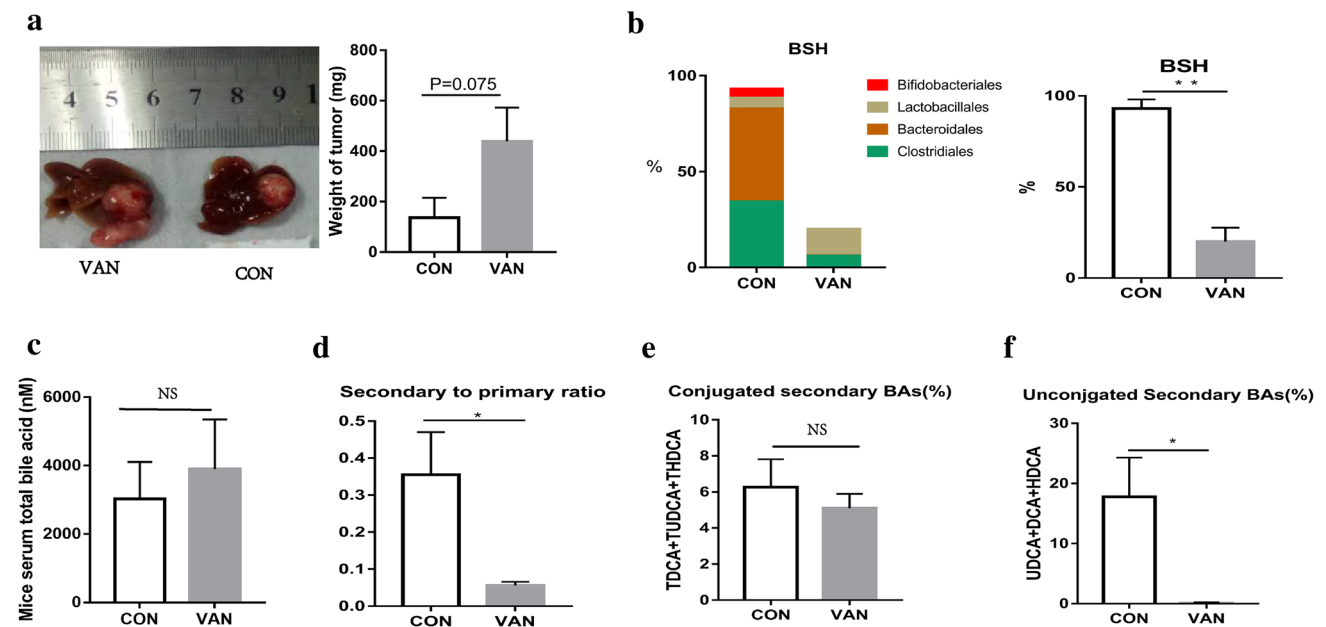 a
4 5 6 7 8 9 1
VAN
CON
Weight of tumor (mg)
800
600
400
200
0
P=0.075
CON VAN
b
BSH
%
100
50
0
CON VAN
Bifidobacteriales
Lactobacillales
Bacteroidales
Clostridiales
BSH
* *
%
100
50
0
CON VAN
c
Mice serum total bile acid (nM)
6000
4000
2000
0
NS
CON VAN
d
Secondary to primary ratio
0.5
0.4
0.3
0.2
0.1
0.0
*
CON VAN
e
Conjugated secondary BAs(%)
TDCA+TUDCA+THDCA
10
8
6
4
2
0
NS
CON VAN
f
Unconjgated Secondary BAs(%)
UDCA+DCA+HDCA
30
20
10
0
*
CON VAN